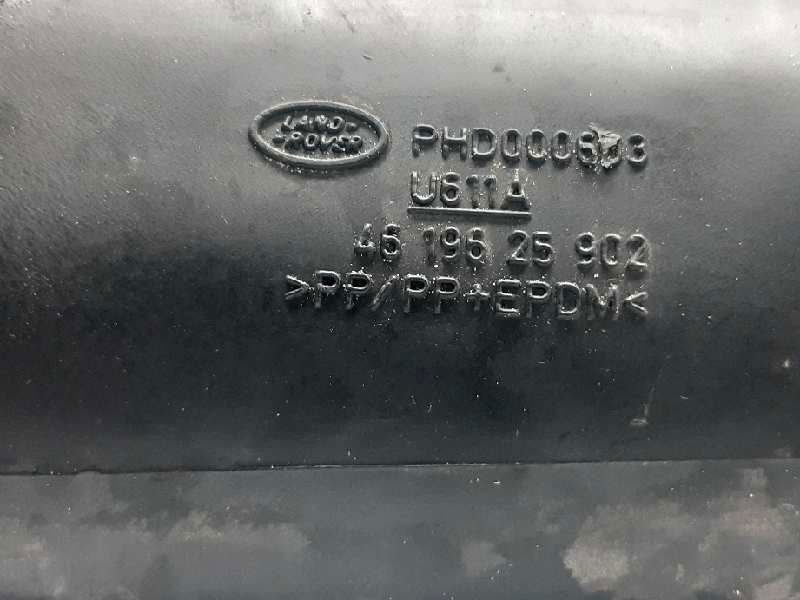 LAND-
-ROVER
PHD000603
U611A
46 196 25 902
>PP/PP+EPDM<